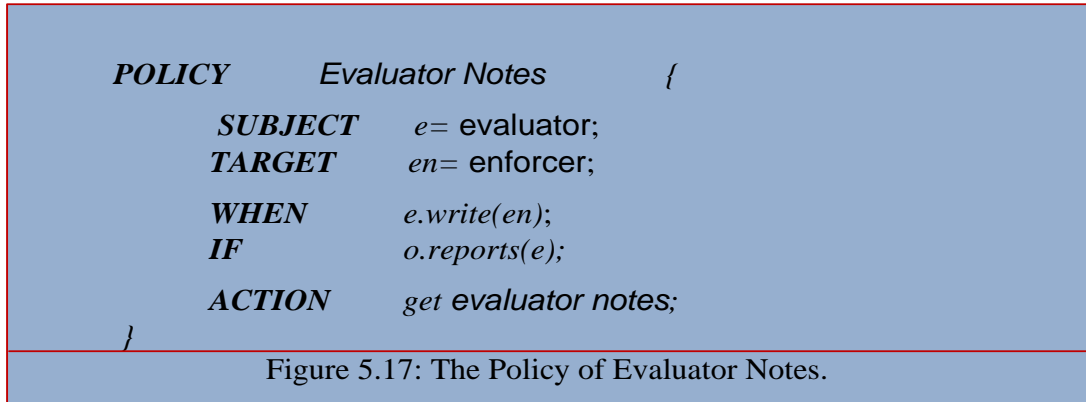 POLICY Evaluator Notes {
SUBJECT e= evaluator;
TARGET en= enforcer;
WHEN e.write(en);
IF o.reports(e);
ACTION get evaluator notes;
}
Figure 5.17: The Policy of Evaluator Notes.